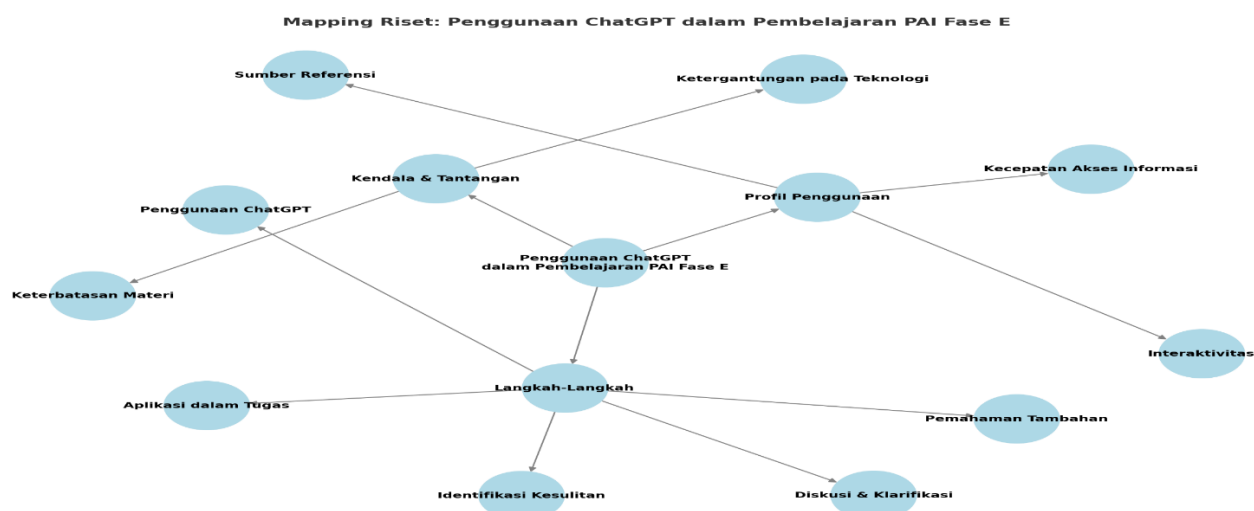 Mapping Riset: Penggunaan ChatGPT dalam Pembelajaran PAI Fase E
Sumber Referensi
Ketergantungan pada Teknologi
Kecepatan Akses Informasi
Kendala & Tantangan
Profil Penggunaan
Penggunaan ChatGPT
Penggunaan ChatGPT
dalam Pembelajaran PAI Fase E
Keterbatasan Materi
Interaktivitas
Langkah-Langkah
Aplikasi dalam Tugas
Pemahaman Tambahan
Identifikasi Kesulitan
Diskusi & Klarifikasi